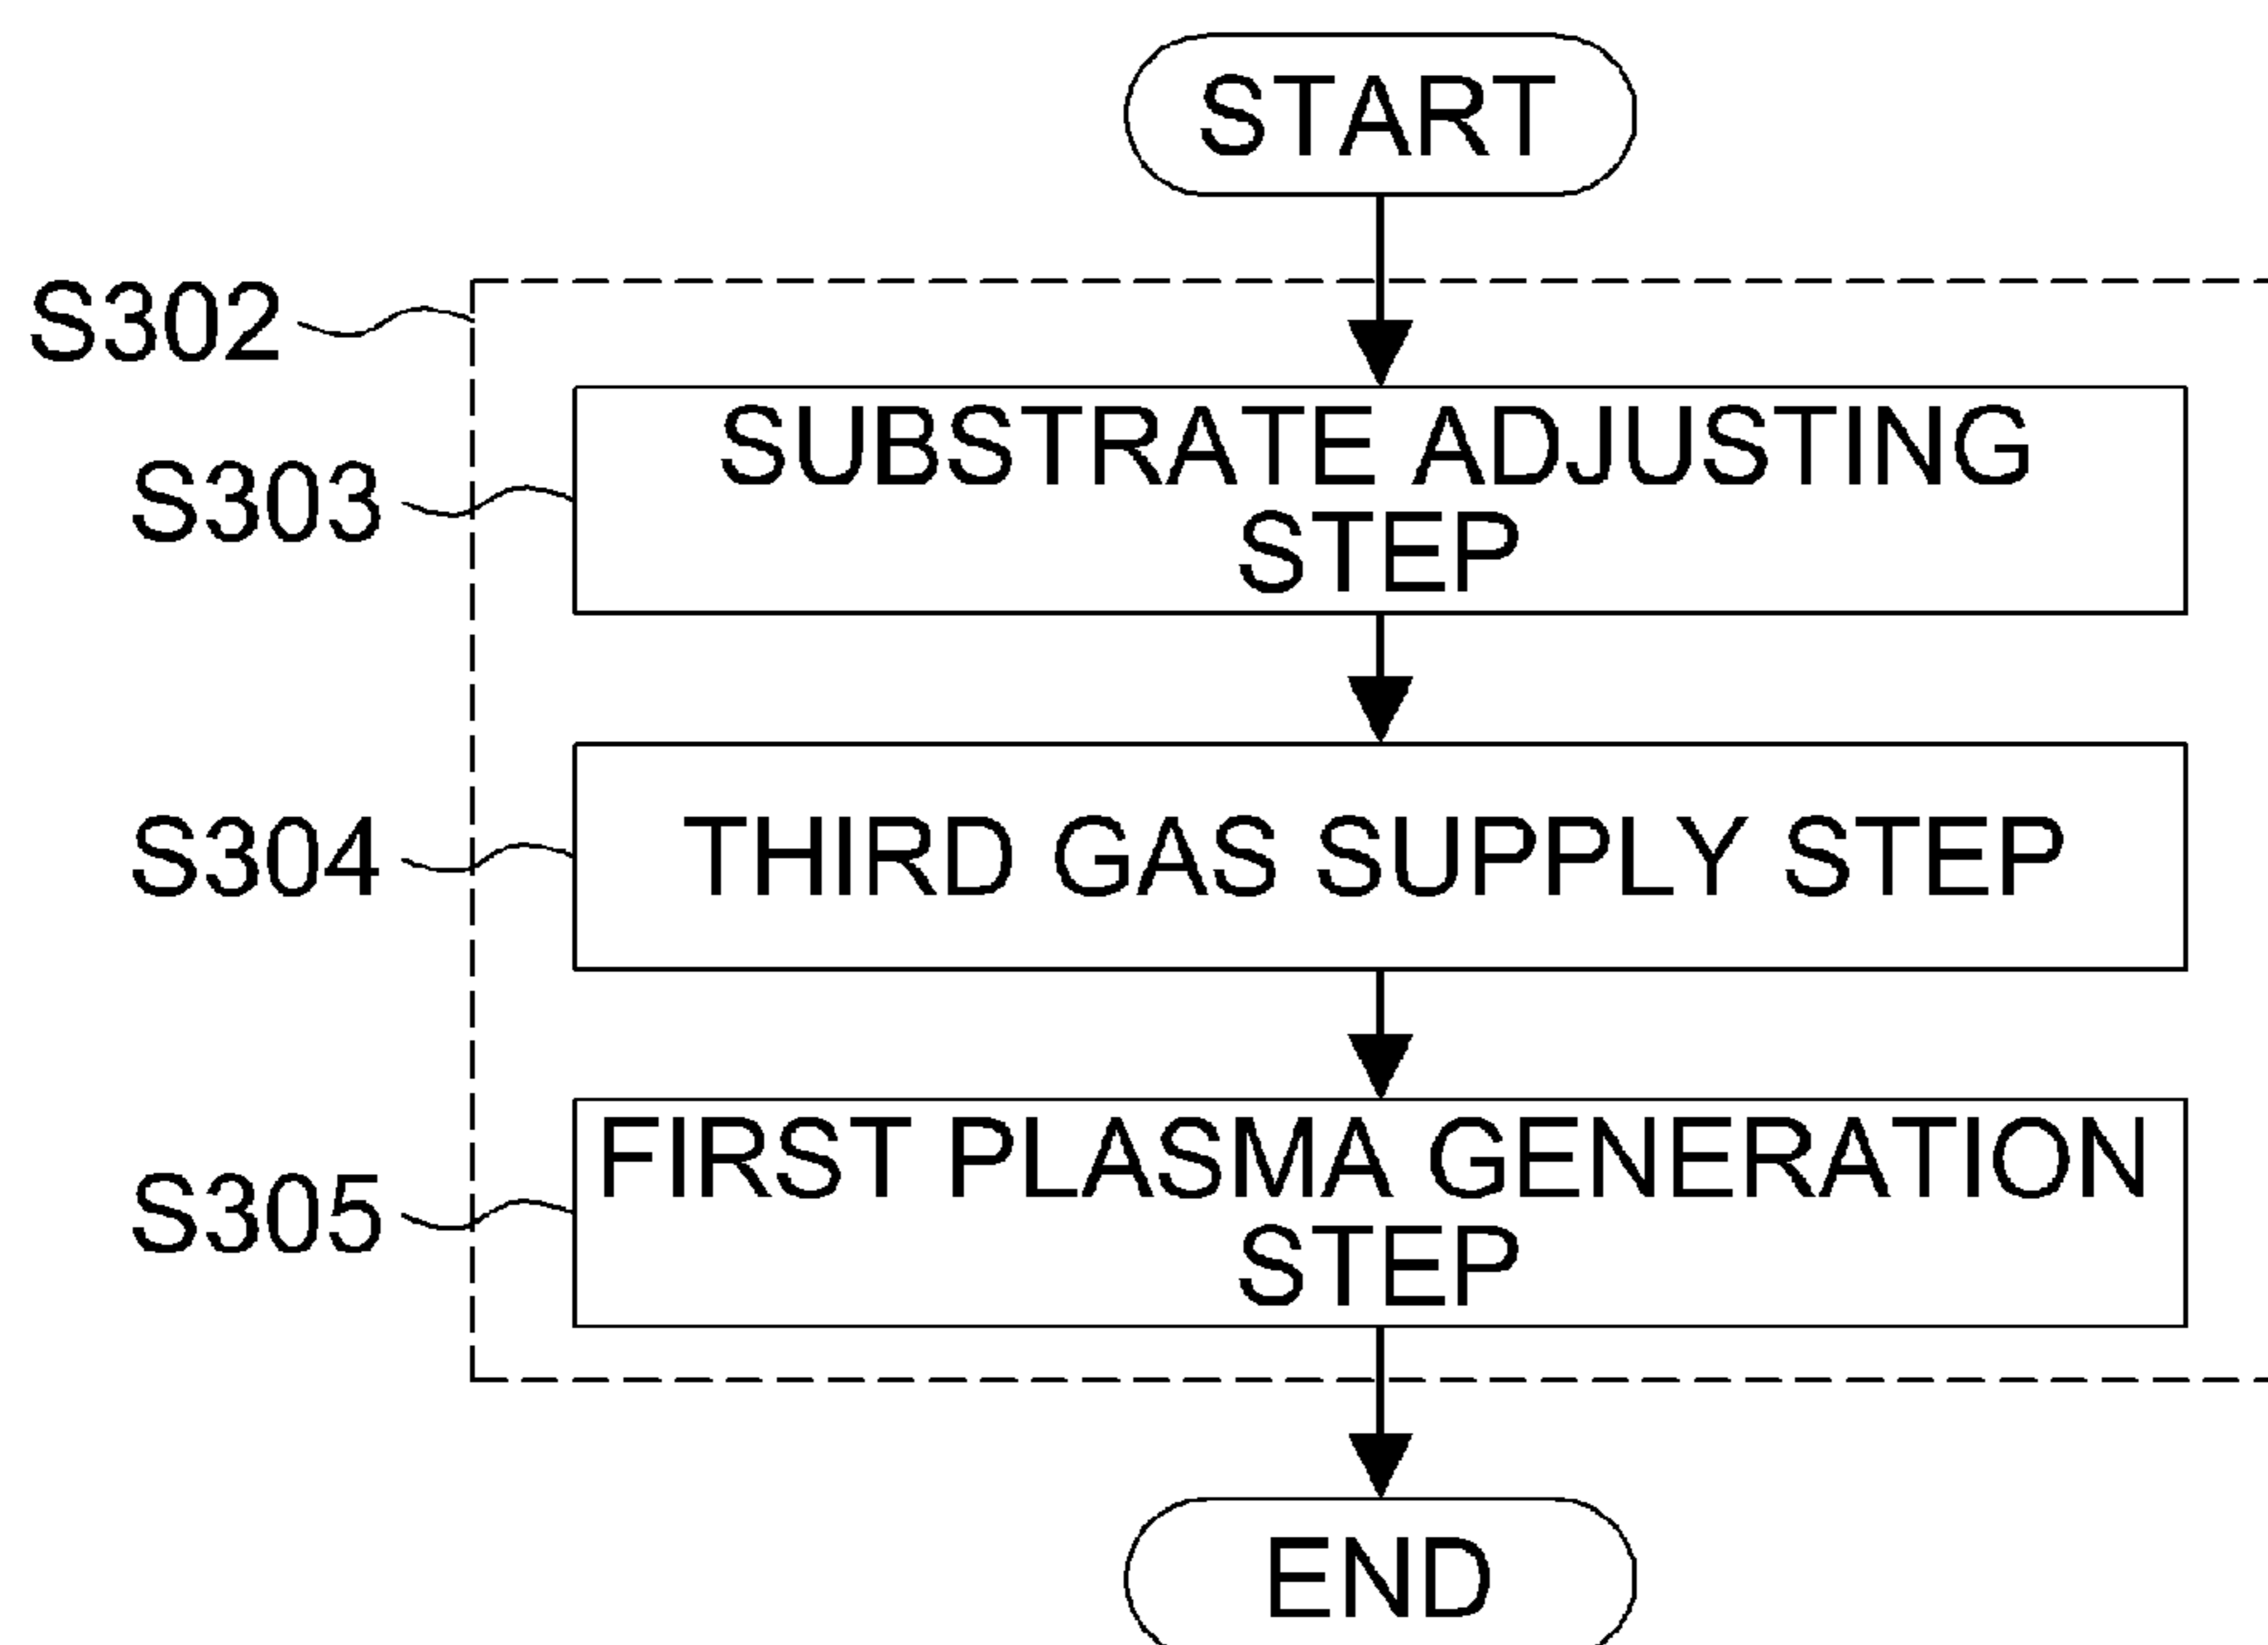 START
S302
S303
SUBSTRATE ADJUSTING
STEP
S304
THIRD GAS SUPPLY STEP
S305
FIRST PLASMA GENERATION
STEP
END